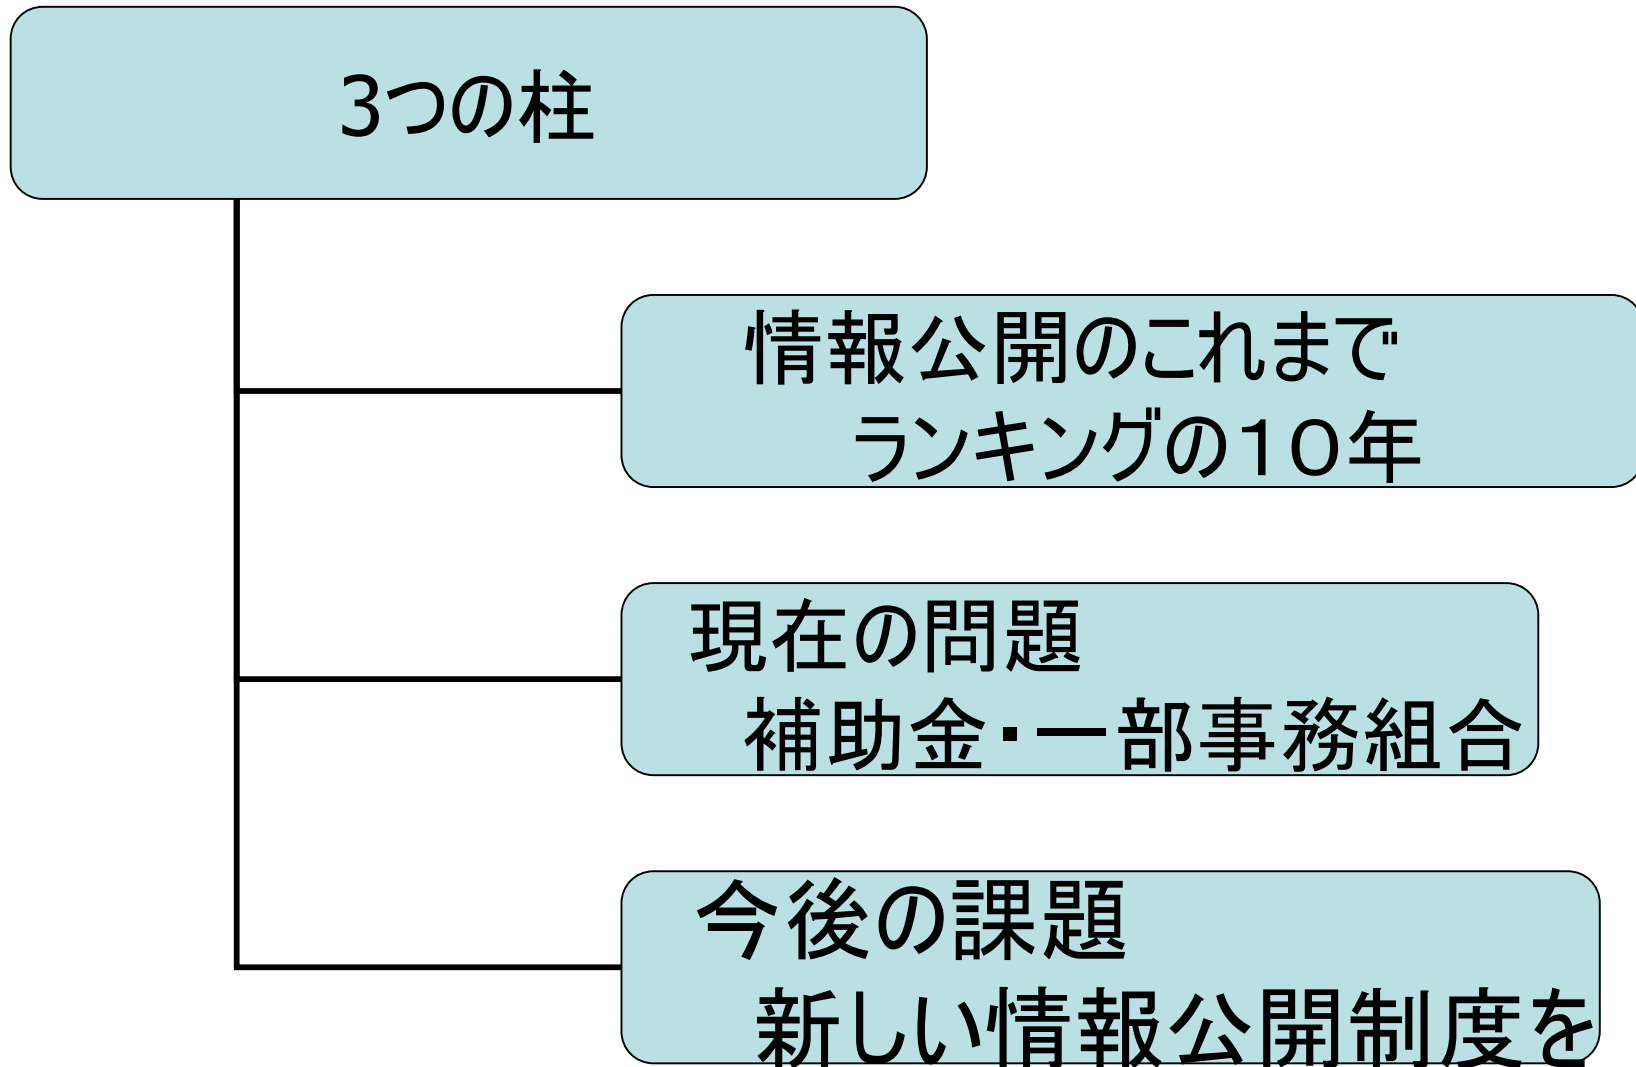 3つの柱
情報公開のこれまで
ランキングの１０年
現在の問題
補助金・一部事務組合
今後の課題
新しい情報公開制度を